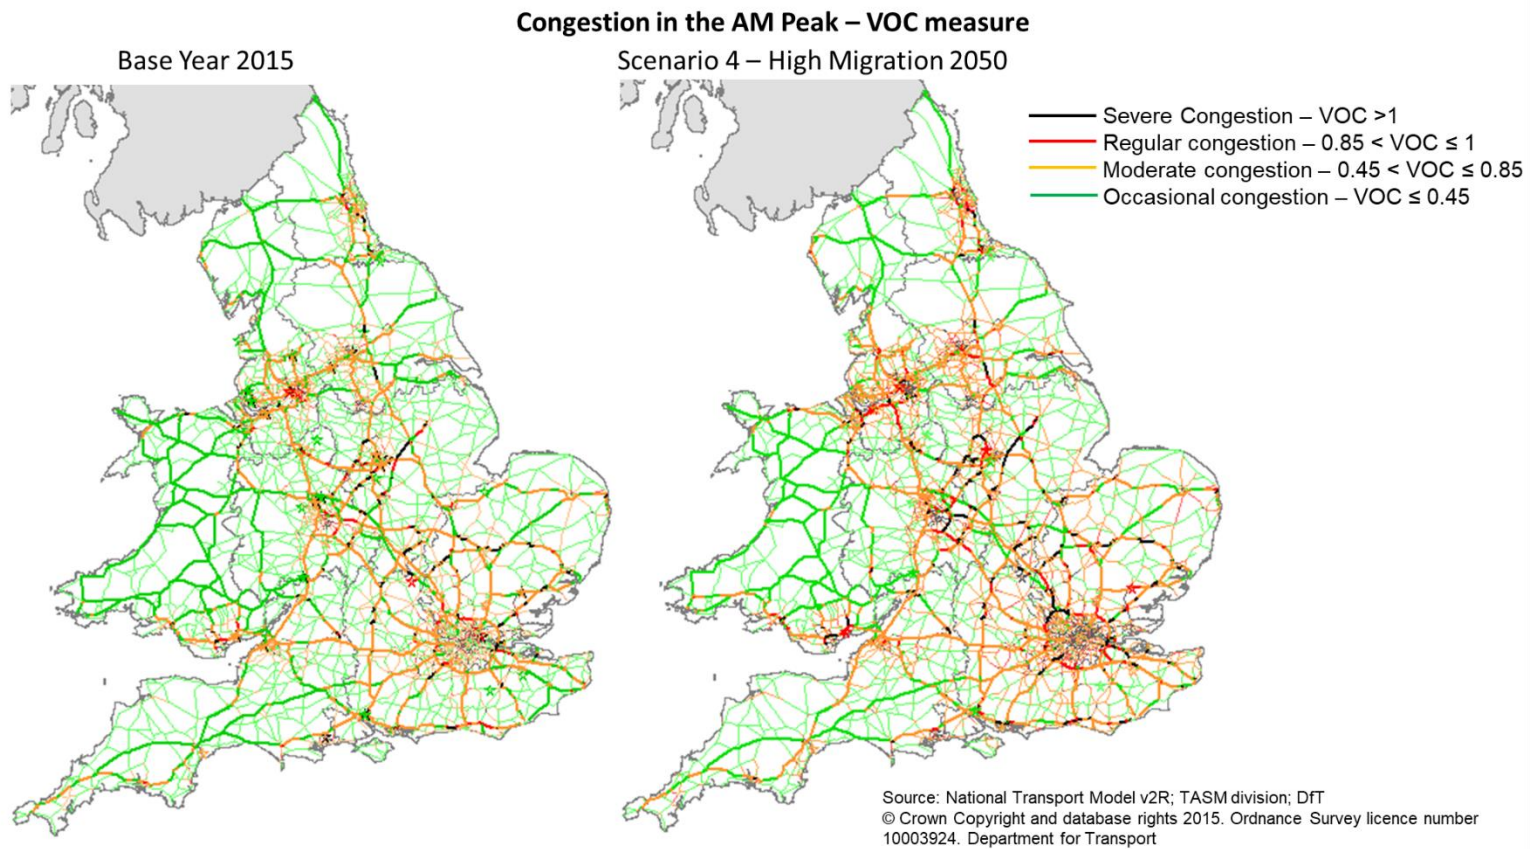 Congestion in the AM Peak – VOC measure
Base Year 2015
Scenario 4 – High Migration 2050
Severe Congestion – VOC >1
Regular congestion – 0.85 < VOC ≤ 1
Moderate congestion – 0.45 < VOC ≤ 0.85
Occasional congestion – VOC ≤ 0.45
Source: National Transport Model v2R; TASM division; DfT
© Crown Copyright and database rights 2015. Ordnance Survey licence number
10003924. Department for Transport